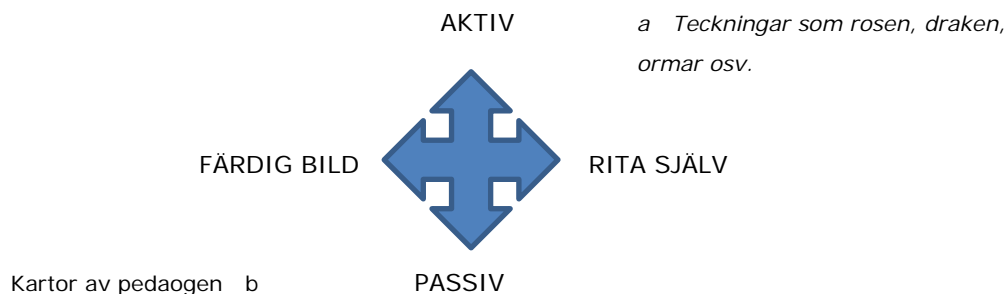 AKTIV
a Teckningar som rosen, draken,
ormar osv.
FÄRDIG BILD
RITA SJÄLV
Kartor av pedaogen b
PASSIV